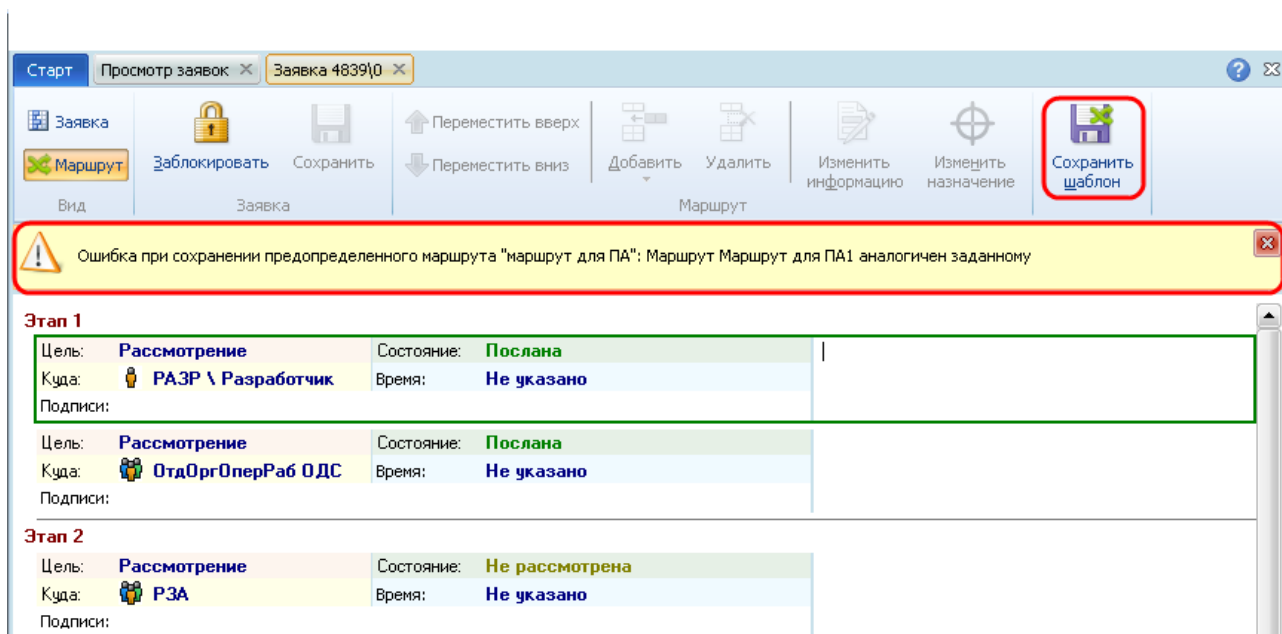 Старт Просмотр заявок Заявка 4839\0
Заявка
Маршрут
Вид
Заблокировать Сохранить
Заявка
Переместить вверх
Переместить вниз
Добавить Удалить
Изменить информацию
Изменить назначение
Маршрут
Сохранить шаблон
Ошибка при сохранении предопределенного маршрута "маршрут для ПА": Маршрут Маршрут для ПА1 аналогичен заданному
Этап 1
Цель: Рассмотрение Состояние: Послана
Куда: РАЗР \ Разработчик Время: Не указано
Подписи:
Цель: Рассмотрение Состояние: Послана
Куда: ОтдОргОперРаб ОДС Время: Не указано
Подписи:
Этап 2
Цель: Рассмотрение Состояние: Не рассмотрена
Куда: РЗА Время: Не указано
Подписи: